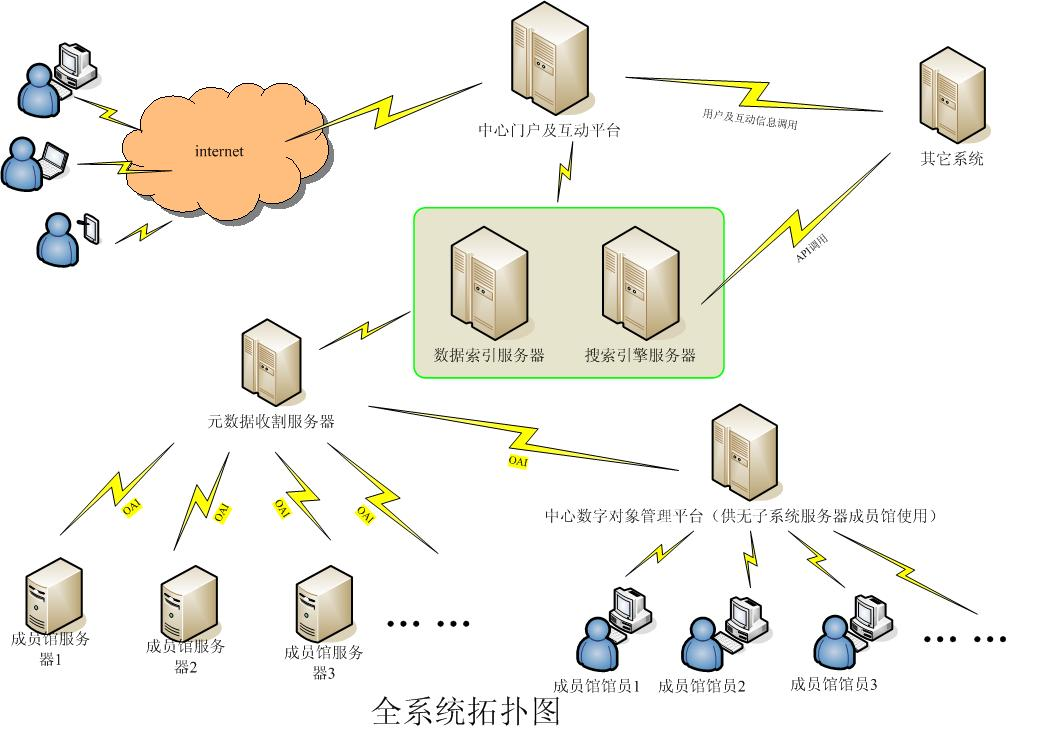 中心门户及互动平台
用户及互动信息调用
internet
其它系统
API调用
数据索引服务器
搜索引擎服务器
元数据收割服务器
OAI
OAI
OAI
OAI
OAI
中心数字对象管理平台（供无子系统服务器成员馆使用）
成员馆服务
器1
成员馆服务
器2
成员馆服务
器3
…… 
成员馆馆员1
成员馆馆员2
成员馆馆员3
……
全系统拓扑图